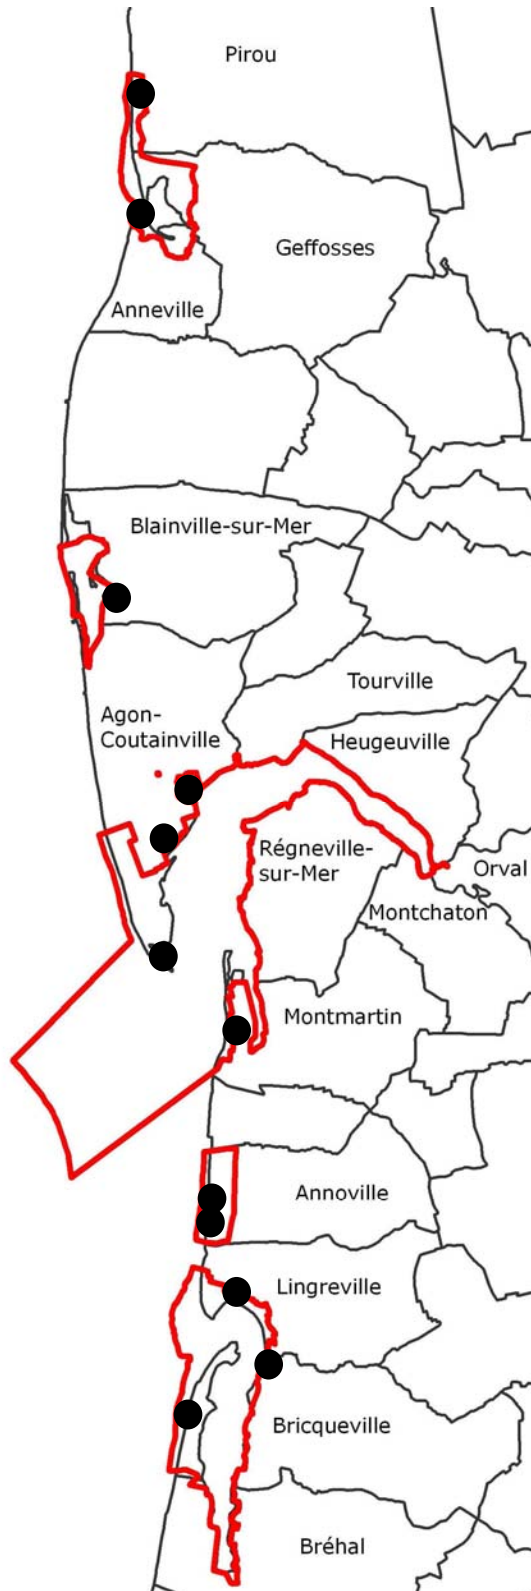 Pirou
Geffosses
Anneville
Blainville-sur-Mer
Tourville
Agon-
Coutainville
Heugeuville
Régneville-
sur-Mer
Orval
Montchaton
Montmartin
Annoville
Lingreville
Bricqueville
Bréhal